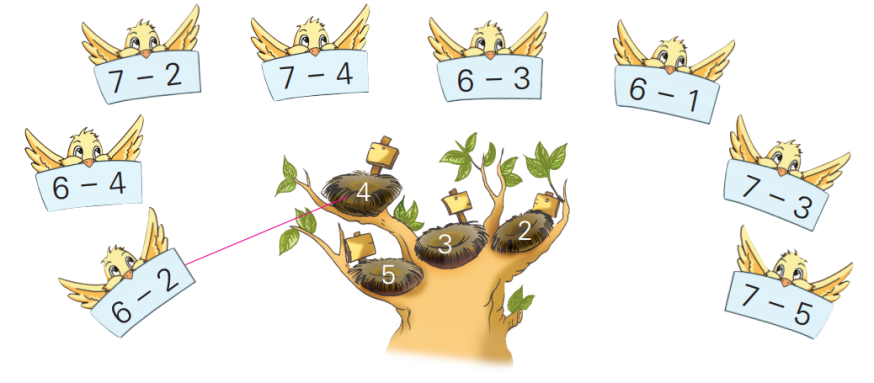 7 – 2
7 – 4
6 – 3
6 – 1
6 – 4
7 – 3
4
2
3
5
6 – 2
7 – 5